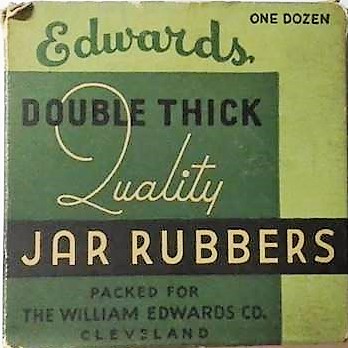 Edwards.
ONE DOZEN
DOUBLE THICK
Quality
JAR RUBBERS
PACKED FOR
THE WILLIAM EDWARDS CO.
CLEVELAND